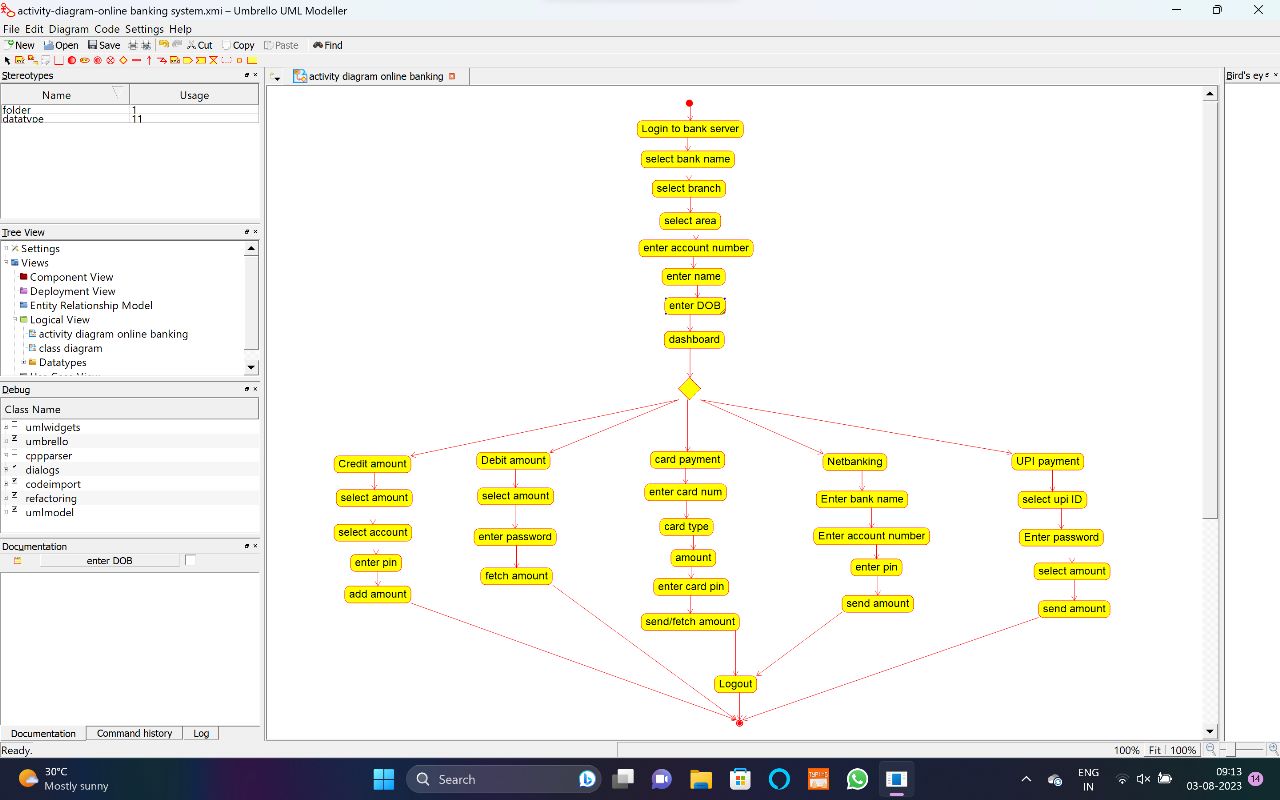 activity-diagram-online banking system.xmi – Umbrello UML Modeller
File Edit Diagram Code Settings Help
New Open Save Cut Copy Paste Find
Stereotypes
Name Usage
folder 1
datatype 11
Tree View
Settings
Views
Component View
Deployment View
Entity Relationship Model
Logical View
activity diagram online banking
class diagram
Datatypes
Debug
Class Name
umlwidgets
umbrello
cppparser
dialogs
codeimport
refactoring
umlmodel
Documentation
enter DOB
Documentation Command history Log
Ready.
activity diagram online banking
Bird's ey
Login to bank server
select bank name
select branch
select area
enter account number
enter name
enter DOB
dashboard
Credit amount
select amount
select account
enter pin
add amount
Debit amount
select amount
enter password
fetch amount
card payment
enter card num
card type
amount
enter card pin
send/fetch amount
Netbanking
Enter bank name
Enter account number
enter pin
send amount
UPI payment
select upi ID
Enter password
select amount
send amount
Logout
100% Fit 100%
30°C
Mostly sunny
Search
ENG
IN
09:13
03-08-2023
14